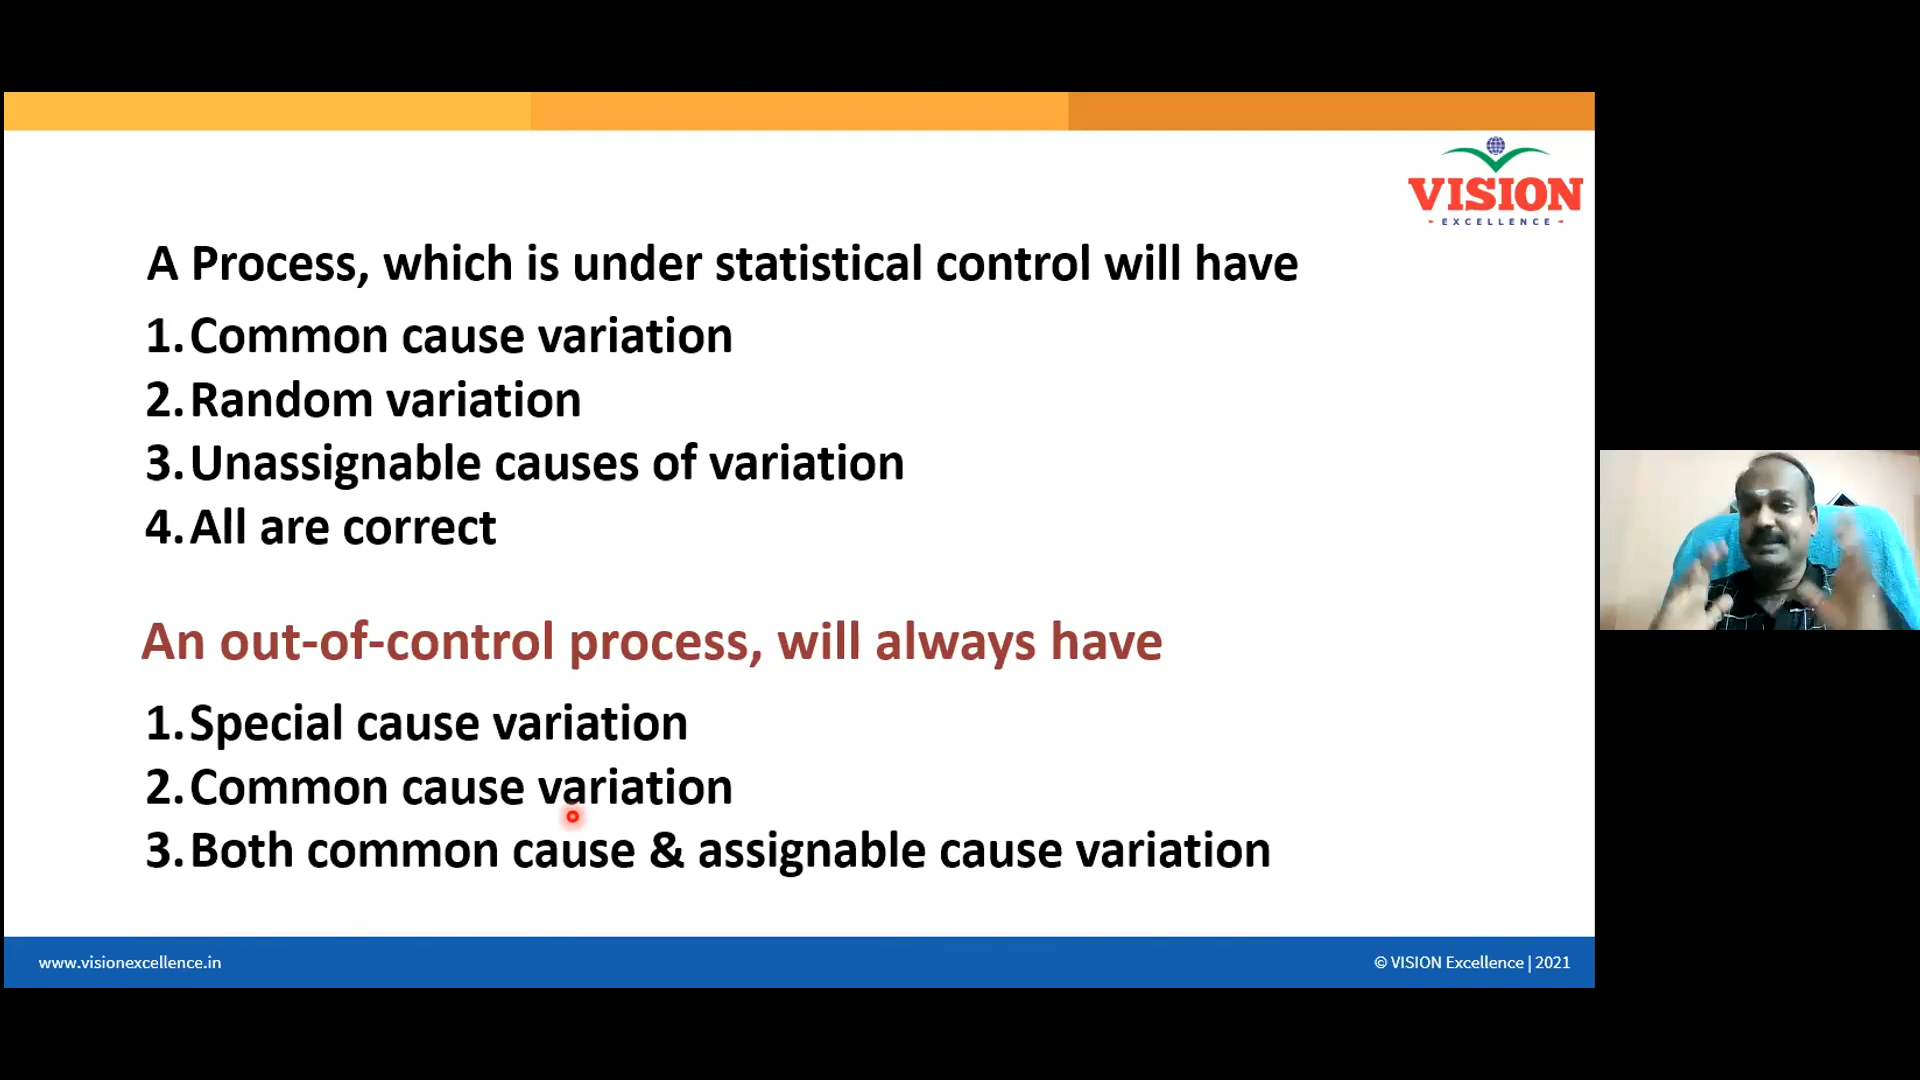 VISION
EXCELLENCE
A Process, which is under statistical control will have
1. Common cause variation
2. Random variation
3. Unassignable causes of variation
4. All are correct
An out-of-control process, will always have
1. Special cause variation
2. Common cause variation
3. Both common cause & assignable cause variation
www.visionexcellence.in
© VISION Excellence | 2021